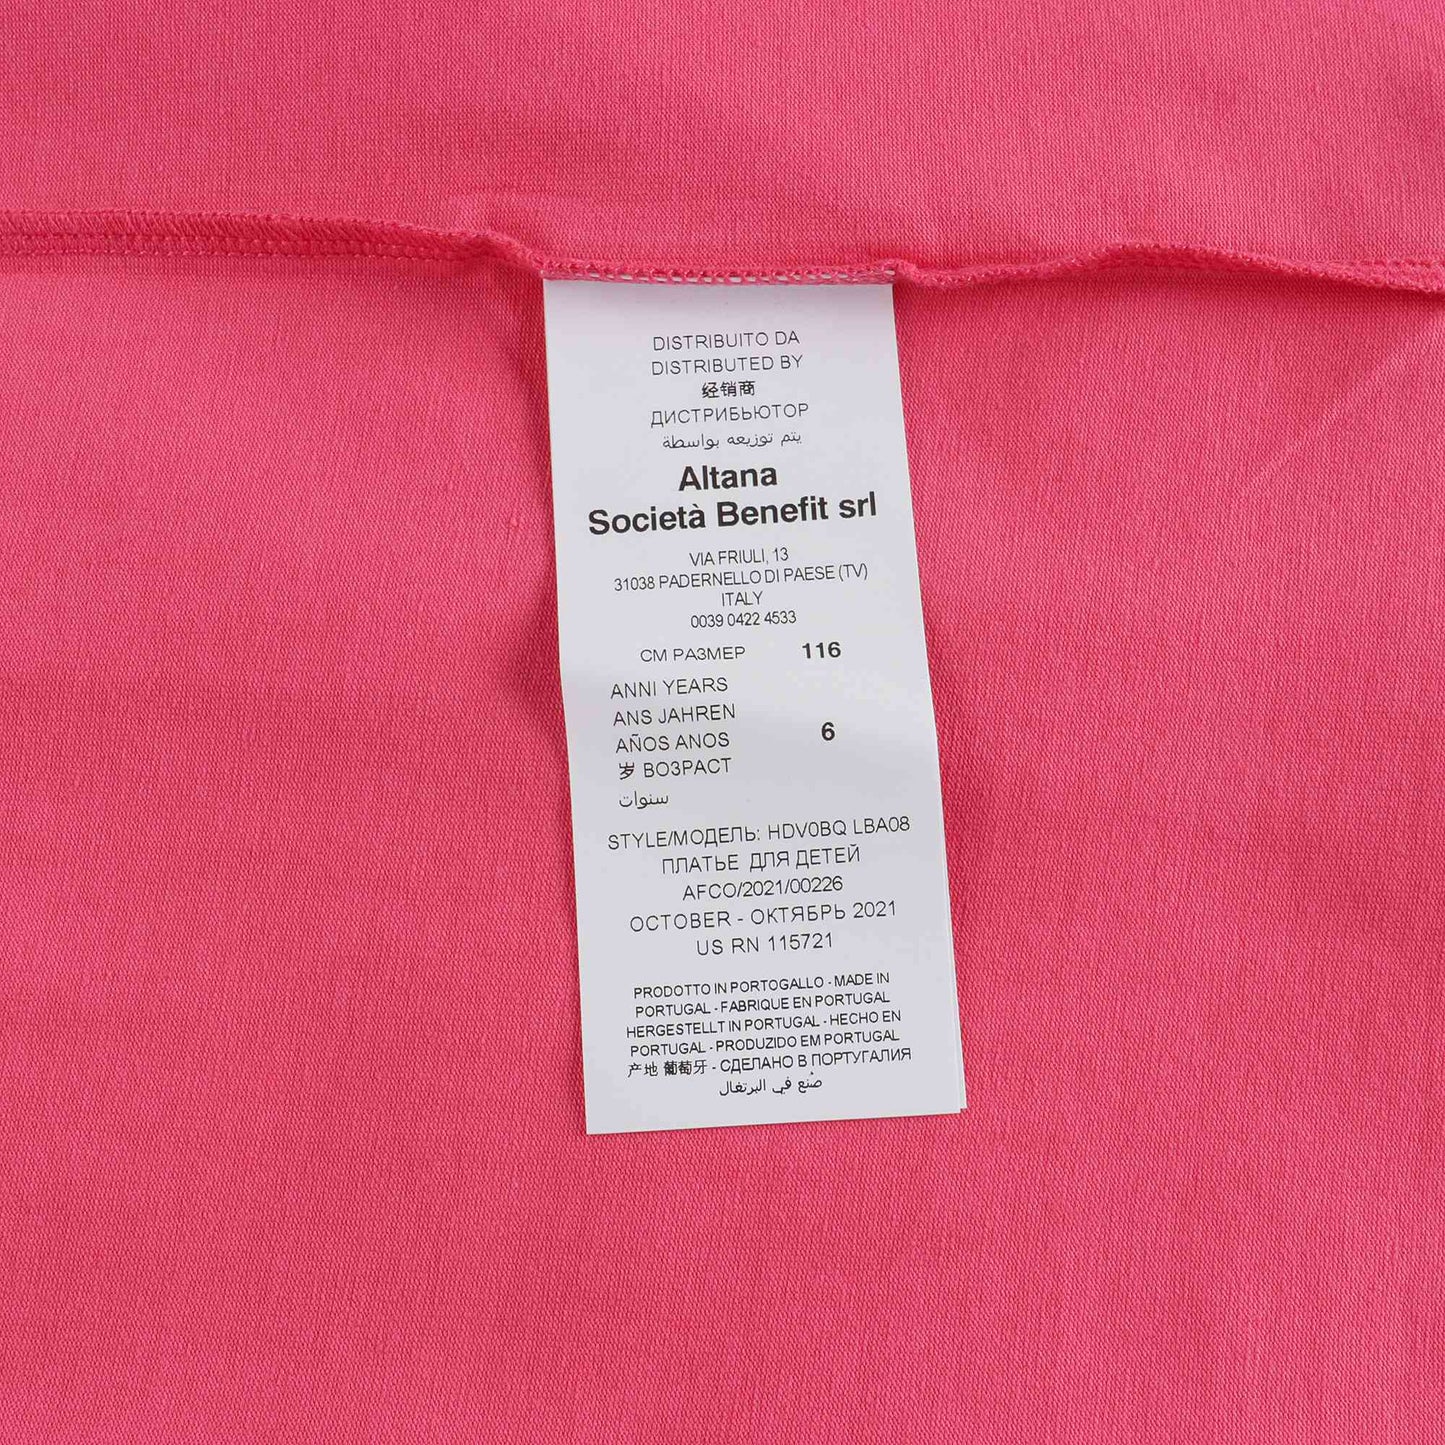 DISTRIBUITO DA
DISTRIBUTED BY
经销商
ДИСТРИБЬЮТОР
يتم توزيعه بواسطة
Altana
Società Benefit srl
VIA FRIULI, 13
31038 PADERNELLO DI PAESE (TV)
ITALY
0039 0422 4533
СМ РАЗМЕР 116
ANNI YEARS
ANS JAHREN
AÑOS ANOS 6
岁 ВОЗРАСТ
سنوات
STYLE/МОДЕЛЬ: HDV0BQ LBA08
ПЛАТЬЕ ДЛЯ ДЕТЕЙ
AFCO/2021/00226
OCTOBER - ОКТЯБРЬ 2021
US RN 115721
PRODOTTO IN PORTOGALLO - MADE IN
PORTUGAL - FABRIQUE EN PORTUGAL
HERGESTELLT IN PORTUGAL - HECHO EN
PORTUGAL - PRODUZIDO EM PORTUGAL
产地 葡萄牙 - СДЕЛАНО В ПОРТУГАЛИЯ
صُنع في البرتغال